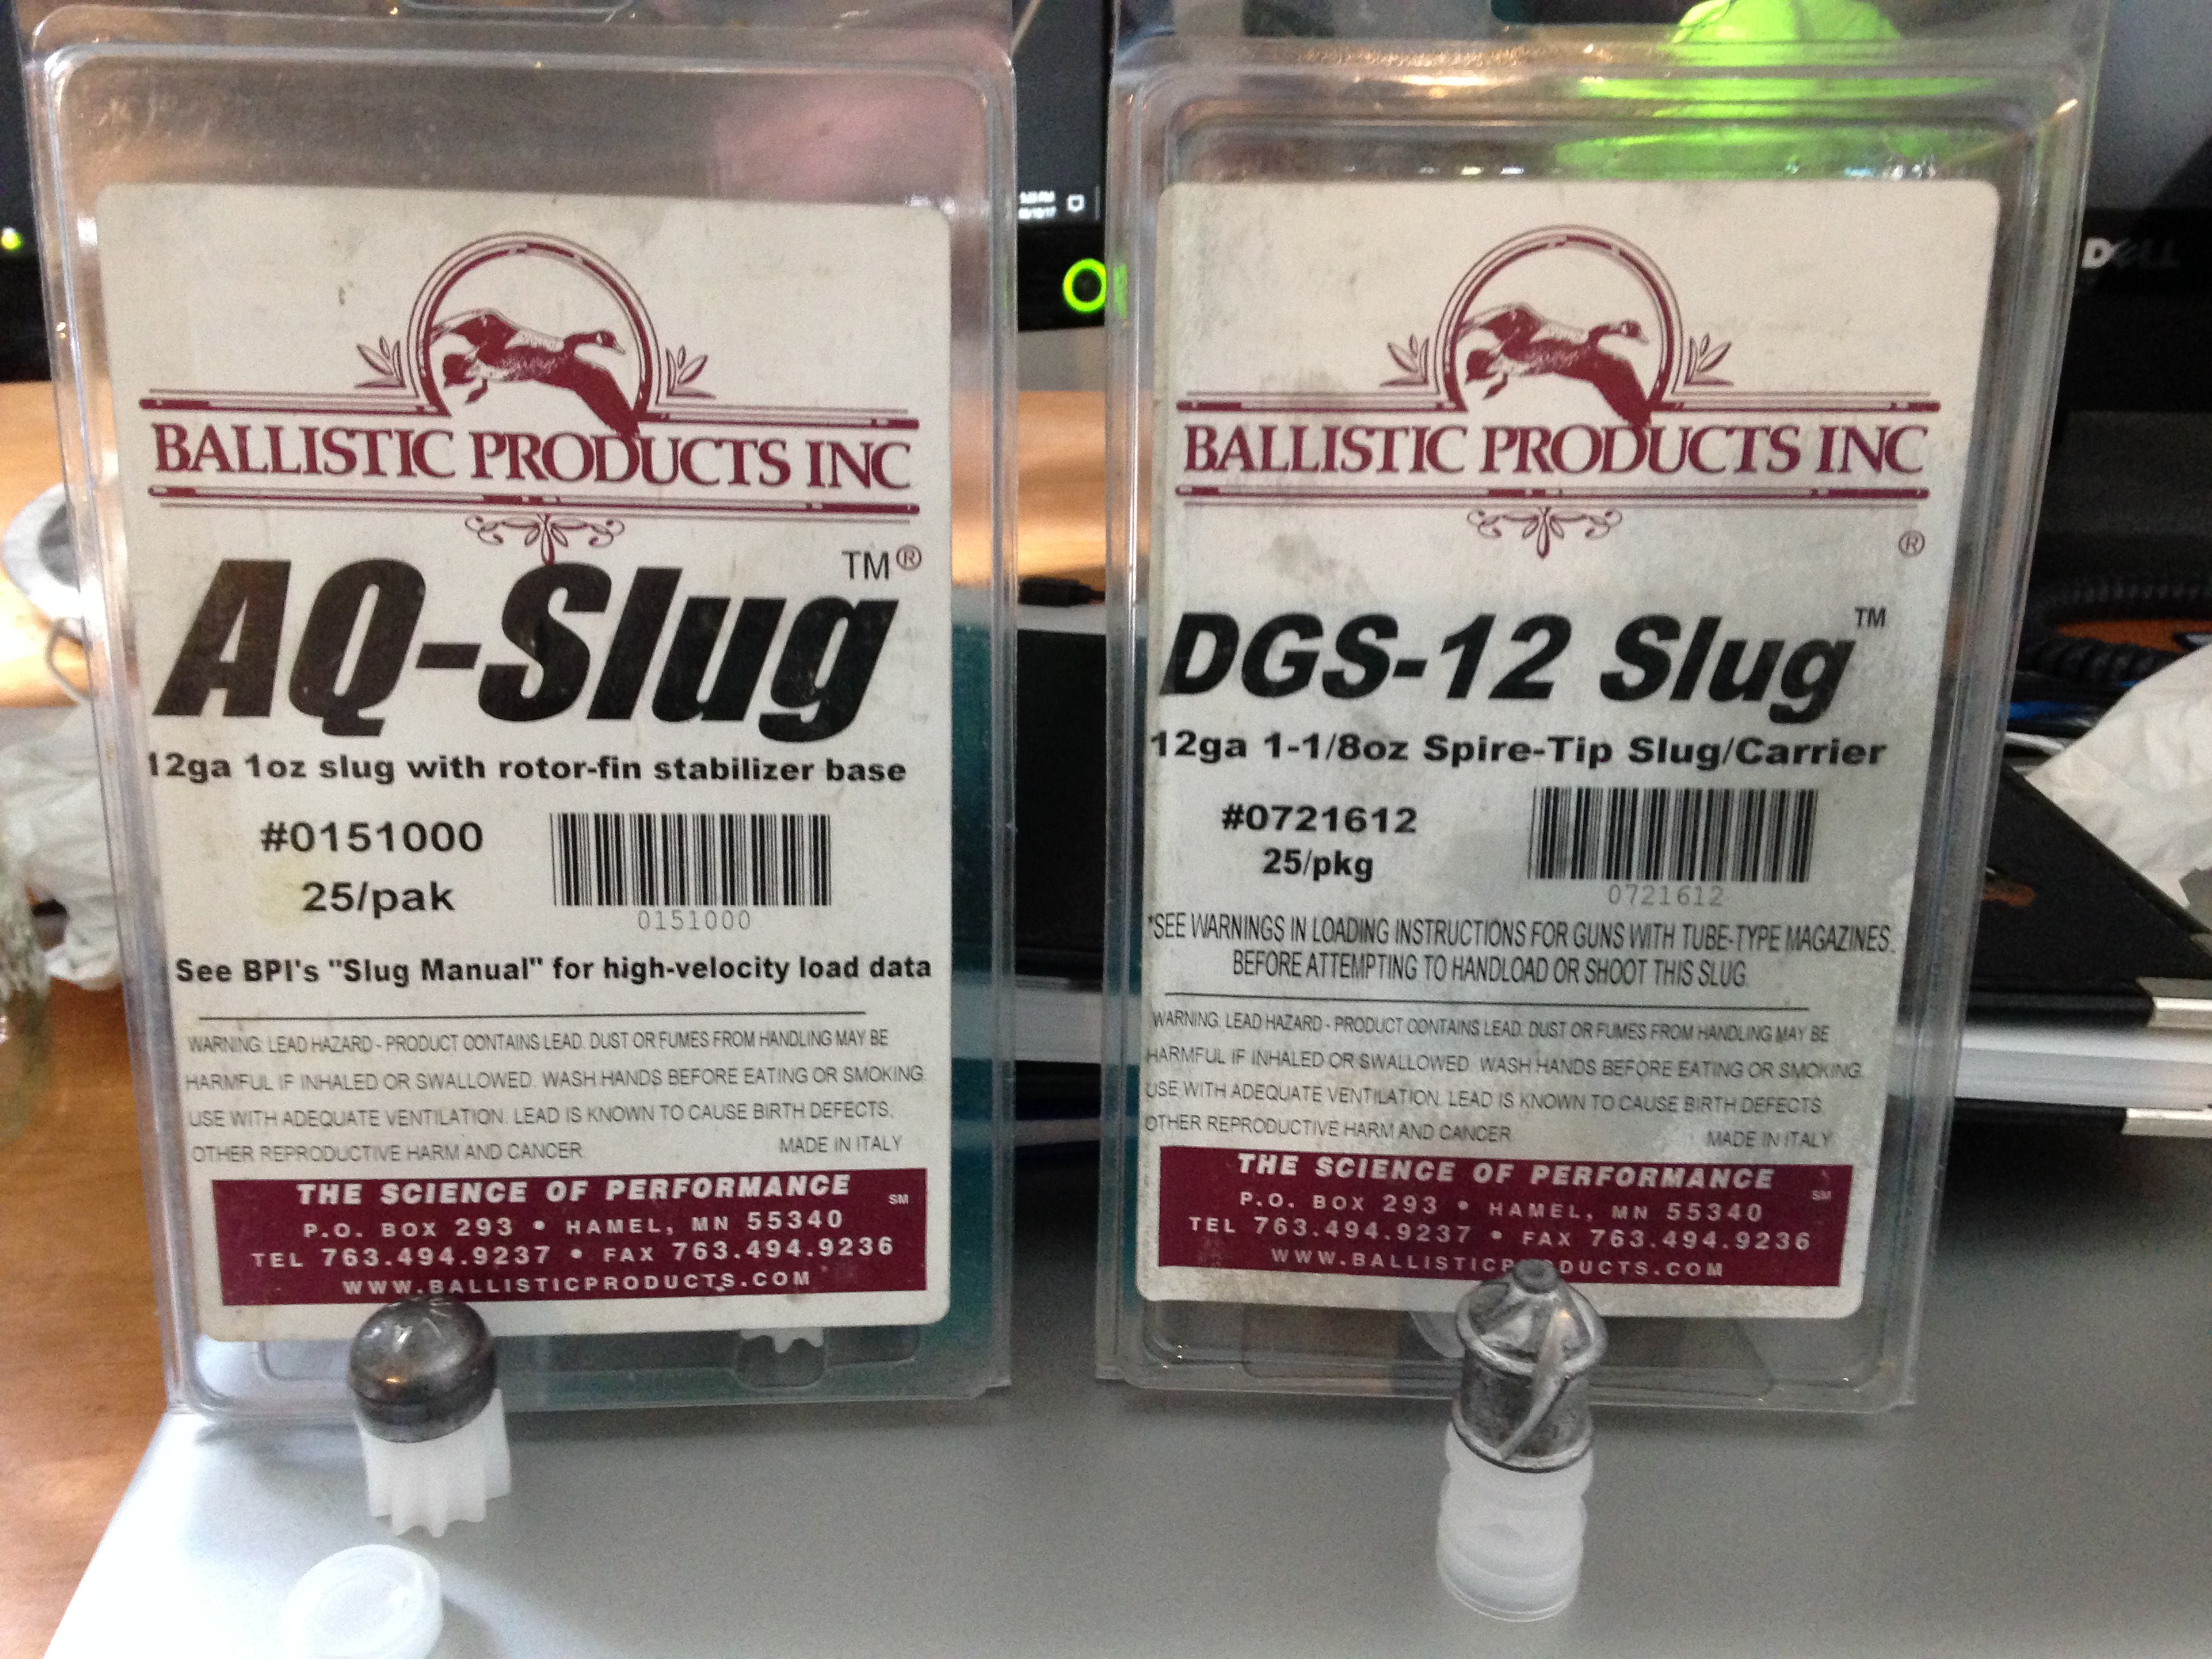 BALLISTIC PRODUCTS INC
®
AQ-Slug™
12ga 1oz slug with rotor-fin stabilizer base
#0151000
25/pak
0151000
See BPI's "Slug Manual" for high-velocity load data
WARNING: LEAD HAZARD - PRODUCT CONTAINS LEAD. DUST OR FUMES FROM HANDLING MAY BE
HARMFUL IF INHALED OR SWALLOWED. WASH HANDS BEFORE EATING OR SMOKING.
USE WITH ADEQUATE VENTILATION. LEAD IS KNOWN TO CAUSE BIRTH DEFECTS,
OTHER REPRODUCTIVE HARM AND CANCER. MADE IN ITALY
THE SCIENCE OF PERFORMANCE SM
P.O. BOX 293 • HAMEL, MN 55340
TEL 763.494.9237 • FAX 763.494.9236
WWW.BALLISTICPRODUCTS.COM
BALLISTIC PRODUCTS INC
®
DGS-12 Slug™
12ga 1-1/8oz Spire-Tip Slug/Carrier
#0721612
25/pkg
0721612
*SEE WARNINGS IN LOADING INSTRUCTIONS FOR GUNS WITH TUBE-TYPE MAGAZINES.
BEFORE ATTEMPTING TO HANDLOAD OR SHOOT THIS SLUG.
WARNING: LEAD HAZARD - PRODUCT CONTAINS LEAD. DUST OR FUMES FROM HANDLING MAY BE
HARMFUL IF INHALED OR SWALLOWED. WASH HANDS BEFORE EATING OR SMOKING.
USE WITH ADEQUATE VENTILATION. LEAD IS KNOWN TO CAUSE BIRTH DEFECTS,
OTHER REPRODUCTIVE HARM AND CANCER. MADE IN ITALY
THE SCIENCE OF PERFORMANCE SM
P.O. BOX 293 • HAMEL, MN 55340
TEL 763.494.9237 • FAX 763.494.9236
WWW.BALLISTICP DUCTS.COM
DELL